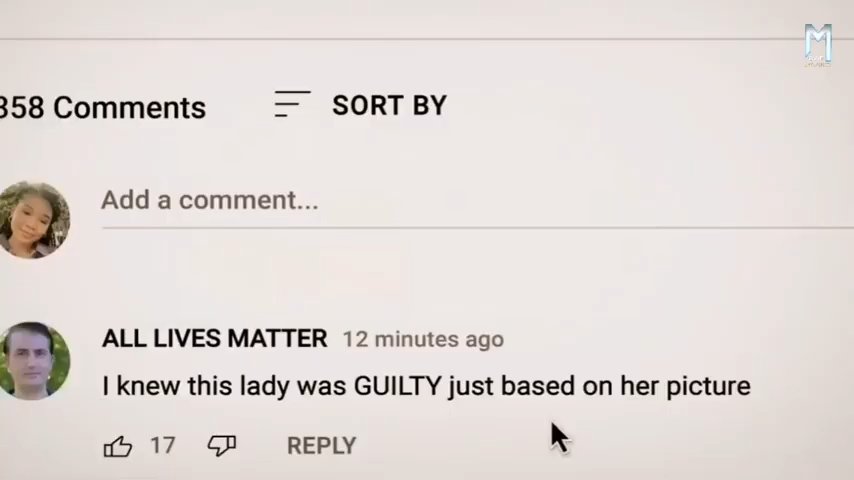 M
358 Comments
SORT BY
Add a comment...
ALL LIVES MATTER 12 minutes ago
I knew this lady was GUILTY just based on her picture
17
REPLY